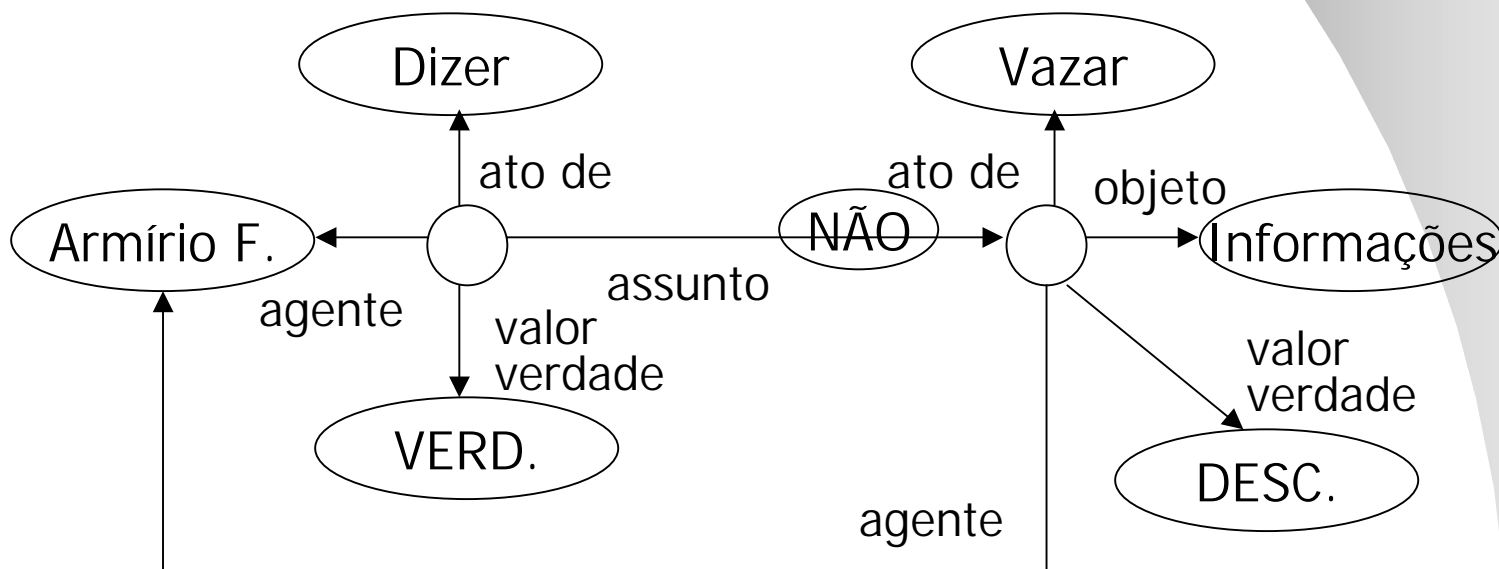 Dizer
Vazar
ato de
ato de
objeto
Armírio F.
NÃO
Informações
assunto
agente
valor
verdade
valor
verdade
VERD.
DESC.
agente